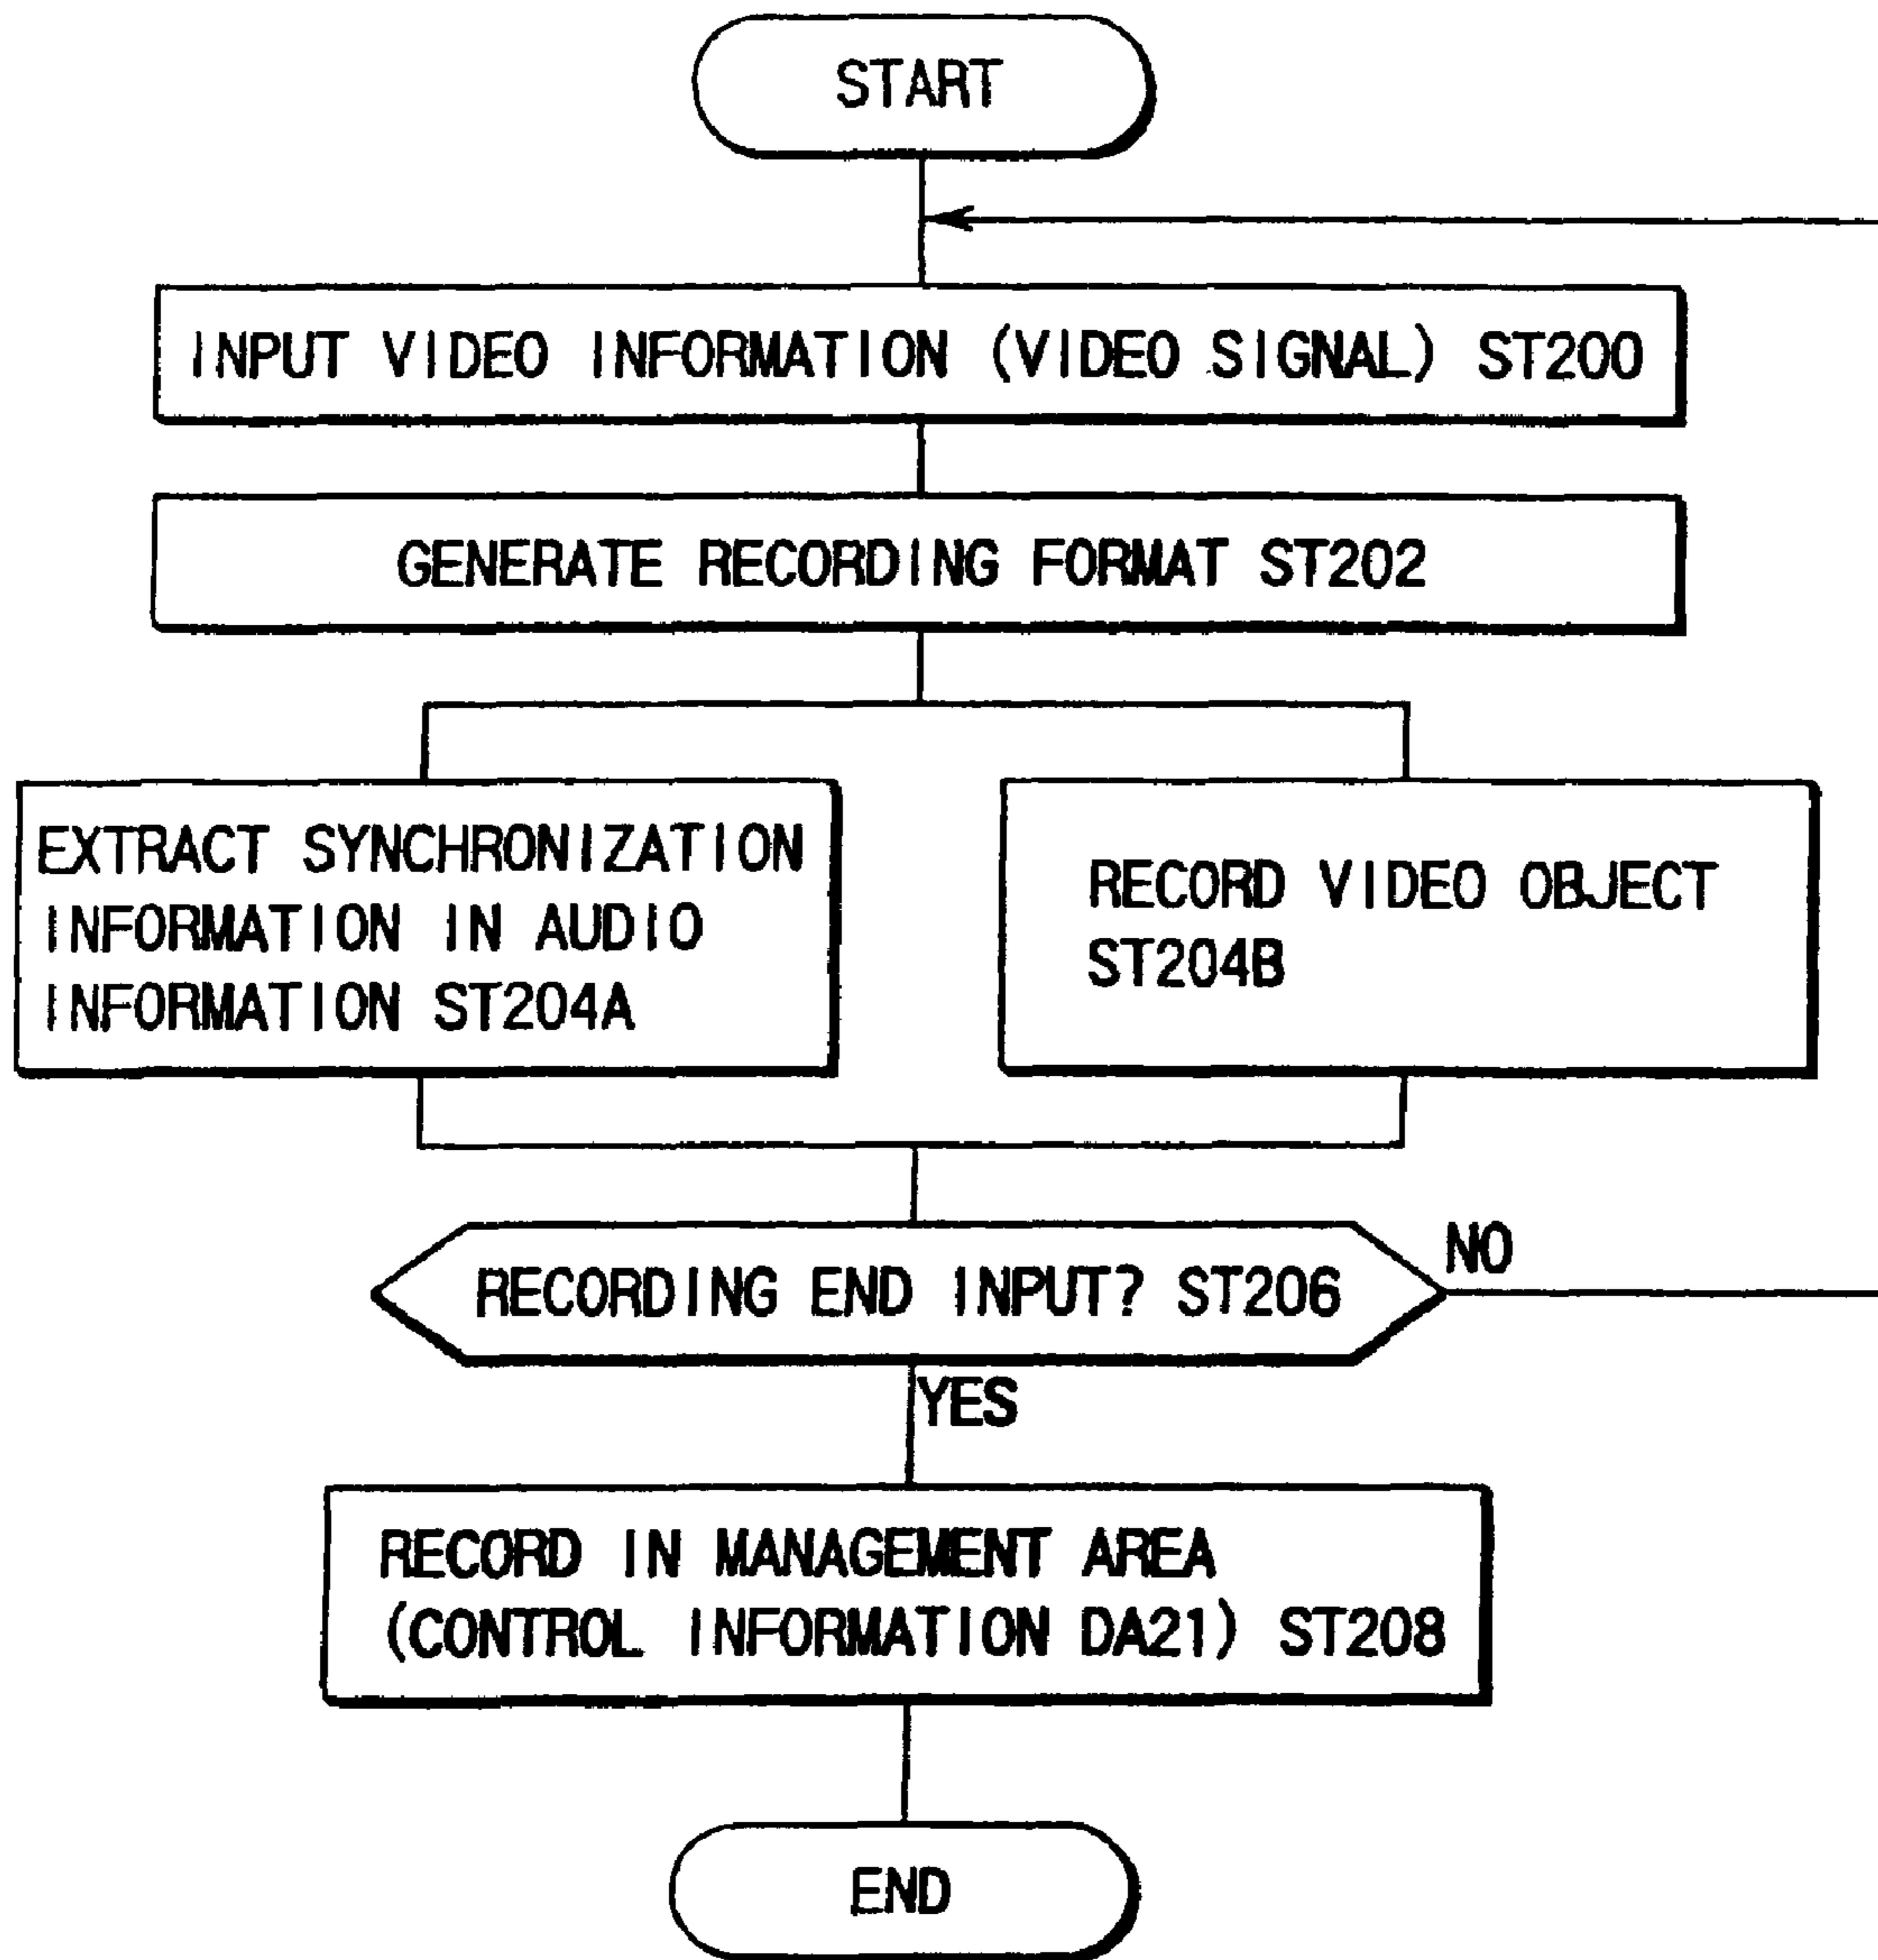 START
INPUT VIDEO INFORMATION (VIDEO SIGNAL) ST200
GENERATE RECORDING FORMAT ST202
EXTRACT SYNCHRONIZATION
INFORMATION IN AUDIO
INFORMATION ST204A
RECORD VIDEO OBJECT
ST204B
RECORDING END INPUT? ST206
NO
YES
RECORD IN MANAGEMENT AREA
(CONTROL INFORMATION DA21) ST208
END